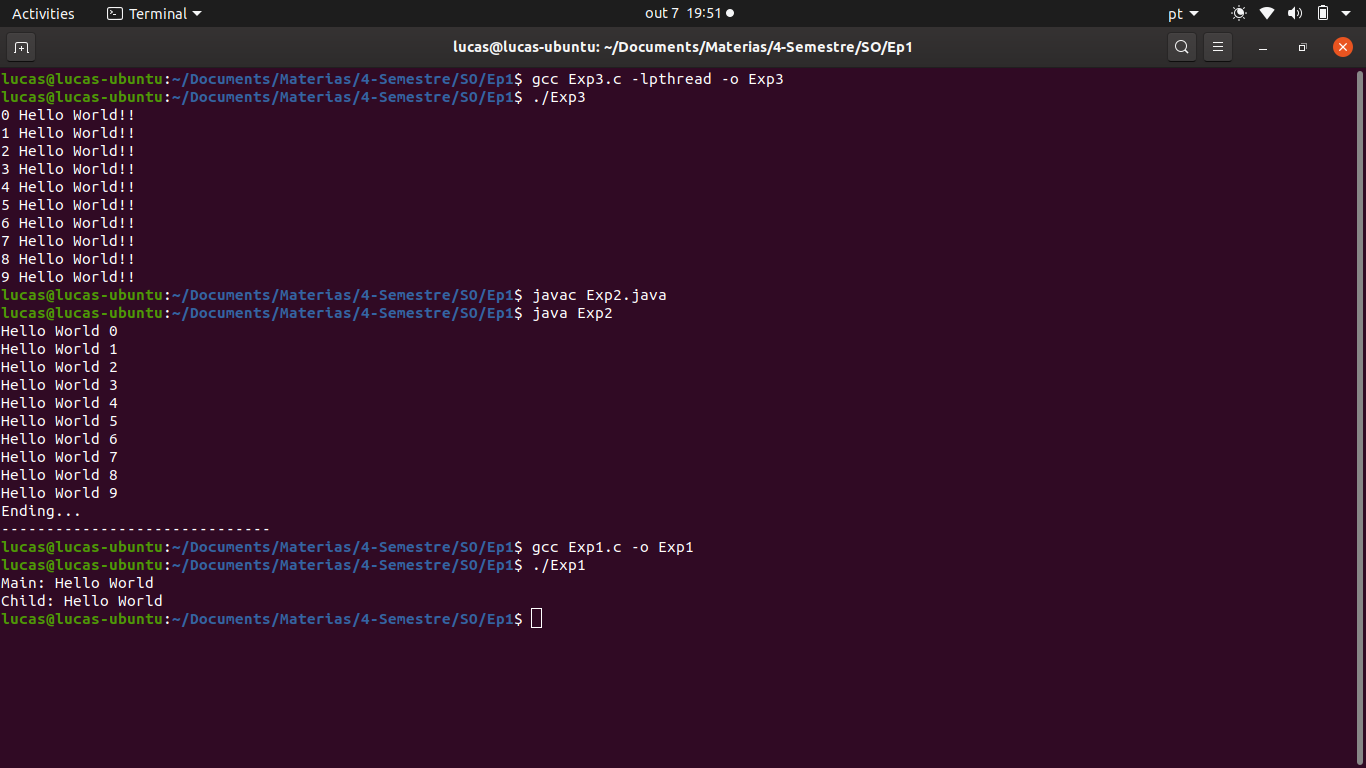 Activities Terminal out 7 19:51 pt
lucas@lucas-ubuntu: ~/Documents/Materias/4-Semestre/SO/Ep1
lucas@lucas-ubuntu:~/Documents/Materias/4-Semestre/SO/Ep1$ gcc Exp3.c -lpthread -o Exp3
lucas@lucas-ubuntu:~/Documents/Materias/4-Semestre/SO/Ep1$ ./Exp3
0 Hello World!!
1 Hello World!!
2 Hello World!!
3 Hello World!!
4 Hello World!!
5 Hello World!!
6 Hello World!!
7 Hello World!!
8 Hello World!!
9 Hello World!!
lucas@lucas-ubuntu:~/Documents/Materias/4-Semestre/SO/Ep1$ javac Exp2.java
lucas@lucas-ubuntu:~/Documents/Materias/4-Semestre/SO/Ep1$ java Exp2
Hello World 0
Hello World 1
Hello World 2
Hello World 3
Hello World 4
Hello World 5
Hello World 6
Hello World 7
Hello World 8
Hello World 9
Ending...
------------------------------
lucas@lucas-ubuntu:~/Documents/Materias/4-Semestre/SO/Ep1$ gcc Exp1.c -o Exp1
lucas@lucas-ubuntu:~/Documents/Materias/4-Semestre/SO/Ep1$ ./Exp1
Main: Hello World
Child: Hello World
lucas@lucas-ubuntu:~/Documents/Materias/4-Semestre/SO/Ep1$